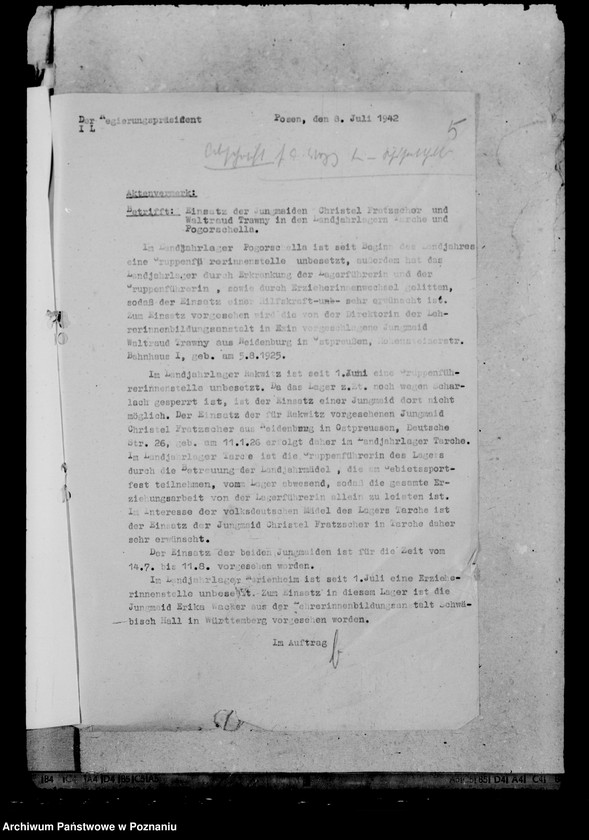 Der Regierungspräsident
I L
Posen, den 8. Juli 1942
5
Abschrift
Aktenvermerk:
Betrifft: Einsatz der Jungmaiden Christel Fratzscher und
Waltraud Trawny in den Landjahrlagern Tarche und
Pogorschella.
Im Landjahrlager Pogorschella ist seit Beginn des Landjahres
eine Gruppenführerinnenstelle unbesetzt, außerdem hat das
Landjahrlager durch Erkrankung der Lagerführerin und der
Gruppenführerin , sowie durch Erzieherinnenwechsel gelitten,
sodaß der Einsatz einer Hilfskraft sehr erwünscht ist.
Zum Einsatz vorgesehen wird die von der Direktorin der Leh-
rerinnenbildungsanstalt in Exin vorgeschlagene Jungmaid
Waltraud Trawny aus Neidenburg in Ostpreußen, Hohensteinerstr.
Bahnhaus I, geb. am 5.8.1925.
Im Landjahrlager Rekwitz ist seit 1.Juni eine Gruppenfüh-
rerinnenstelle unbesetzt. Da das Lager z.Zt. noch wegen Schar-
lach gesperrt ist, ist der Einsatz einer Jungmaid dort nicht
möglich. Der Einsatz der für Rekwitz vorgesehenen Jungmaid
Christel Fratzscher aus Neidenburg in Ostpreussen, Deutsche
Str. 26, geb. am 11.1.26 erfolgt daher im Landjahrlager Tarche.
Im Landjahrlager Tarche ist die Gruppenführerin des Lagers
durch die Betreuung der Landjahrmädel , die am Gebietssport-
fest teilnehmen, vom Lager abwesend, sodaß die gesamte Er-
ziehungsarbeit von der Lagerführerin allein zu leisten ist.
Im Interesse der volksdeutschen Mädel des Lagers Tarche ist
der Einsatz der Jungmaid Christel Fratzscher in Tarche daher
sehr erwünscht.
Der Einsatz der beiden Jungmaiden ist für die Zeit vom
14.7. bis 11.8. vorgesehen worden.
Im Landjahrlager Marienheim ist seit 1.Juli eine Erziehe-
rinnenstelle unbesetzt. Zum Einsatz in diesem Lager ist die
Jungmaid Erika Wacker aus der Lehrerinnenbildungsanstalt Schwä-
bisch Hall in Württemberg vorgesehen worden.
Im Auftrag
Archiwum Państwowe w Poznaniu